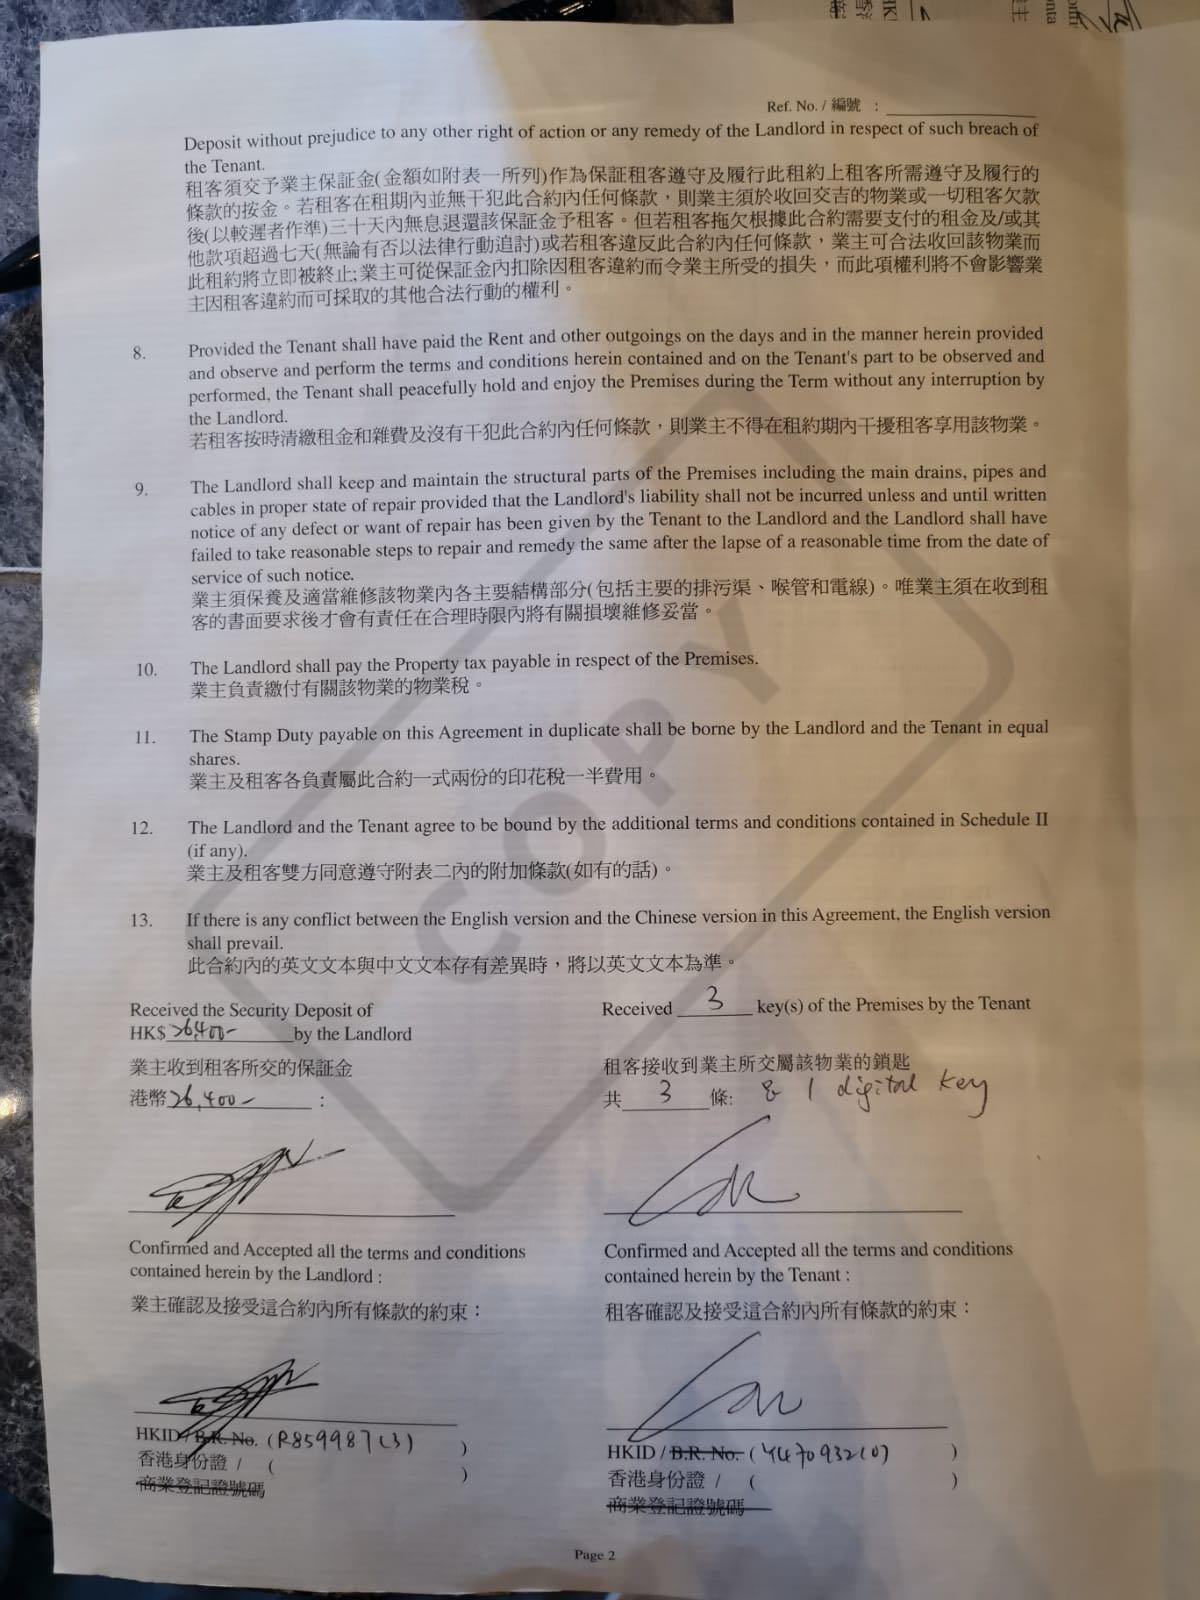 Ref. No. / 編號 :
Deposit without prejudice to any other right of action or any remedy of the Landlord in respect of such breach of
the Tenant.
租客須交予業主保証金(金額如附表一所列)作為保証租客遵守及履行此租約上租客所需遵守及履行的
條款的按金。若租客在租期內並無干犯此合約內任何條款，則業主須於收回交吉的物業或一切租客欠款
後(以較遲者作準)三十天內無息退還該保証金予租客。但若租客拖欠根據此合約需要支付的租金及/或其
他款項超過七天(無論有否以法律行動追討)或若租客違反此合約內任何條款，業主可合法收回該物業而
此租約將立即被終止;業主可從保証金內扣除因租客違約而令業主所受的損失，而此項權利將不會影響業
主因租客違約而可採取的其他合法行動的權利。
8. Provided the Tenant shall have paid the Rent and other outgoings on the days and in the manner herein provided
and observe and perform the terms and conditions herein contained and on the Tenant's part to be observed and
performed, the Tenant shall peacefully hold and enjoy the Premises during the Term without any interruption by
the Landlord.
若租客按時清繳租金和雜費及沒有干犯此合約內任何條款，則業主不得在租約期內干擾租客享用該物業。
9. The Landlord shall keep and maintain the structural parts of the Premises including the main drains, pipes and
cables in proper state of repair provided that the Landlord's liability shall not be incurred unless and until written
notice of any defect or want of repair has been given by the Tenant to the Landlord and the Landlord shall have
failed to take reasonable steps to repair and remedy the same after the lapse of a reasonable time from the date of
service of such notice.
業主須保養及適當維修該物業內各主要結構部分(包括主要的排污渠、喉管和電線)。唯業主須在收到租
客的書面要求後才會有責任在合理時限內將有關損壞維修妥當。
10. The Landlord shall pay the Property tax payable in respect of the Premises.
業主負責繳付有關該物業的物業稅。
11. The Stamp Duty payable on this Agreement in duplicate shall be borne by the Landlord and the Tenant in equal
shares.
業主及租客各負責屬此合約一式兩份的印花稅一半費用。
12. The Landlord and the Tenant agree to be bound by the additional terms and conditions contained in Schedule II
(if any).
業主及租客雙方同意遵守附表二內的附加條款(如有的話)。
13. If there is any conflict between the English version and the Chinese version in this Agreement, the English version
shall prevail.
此合約內的英文文本與中文文本存有差異時，將以英文文本為準。
COPY
Received the Security Deposit of
HK$ 26,400- by the Landlord
業主收到租客所交的保証金
港幣 26,400- :
Received 3 key(s) of the Premises by the Tenant
租客接收到業主所交屬該物業的鎖匙
共 3 條: & 1 digital key
Confirmed and Accepted all the terms and conditions
contained herein by the Landlord :
業主確認及接受這合約內所有條款的約束：
Confirmed and Accepted all the terms and conditions
contained herein by the Tenant :
租客確認及接受這合約內所有條款的約束：
HKID / B.R. No. (R859987(3) )
香港身份證 / ( )
商業登記證號碼
HKID / B.R. No. (Y470932(0) )
香港身份證 / ( )
商業登記證號碼
Page 2